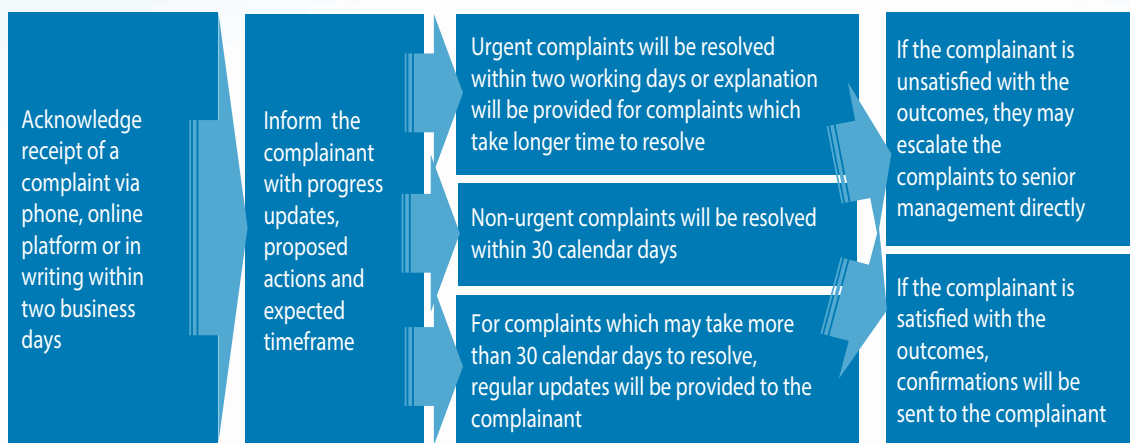 Acknowledge
receipt of a
complaint via
phone, online
platform or in
writing within
two business
days
Inform the
complainant
with progress
updates,
proposed
actions and
expected
timeframe
Urgent complaints will be resolved
within two working days or explanation
will be provided for complaints which
take longer time to resolve
Non-urgent complaints will be resolved
within 30 calendar days
For complaints which may take more
than 30 calendar days to resolve,
regular updates will be provided to the
complainant
If the complainant is
unsatisfied with the
outcomes, they may
escalate the
complaints to senior
management directly
If the complainant is
satisfied with the
outcomes,
confirmations will be
sent to the complainant